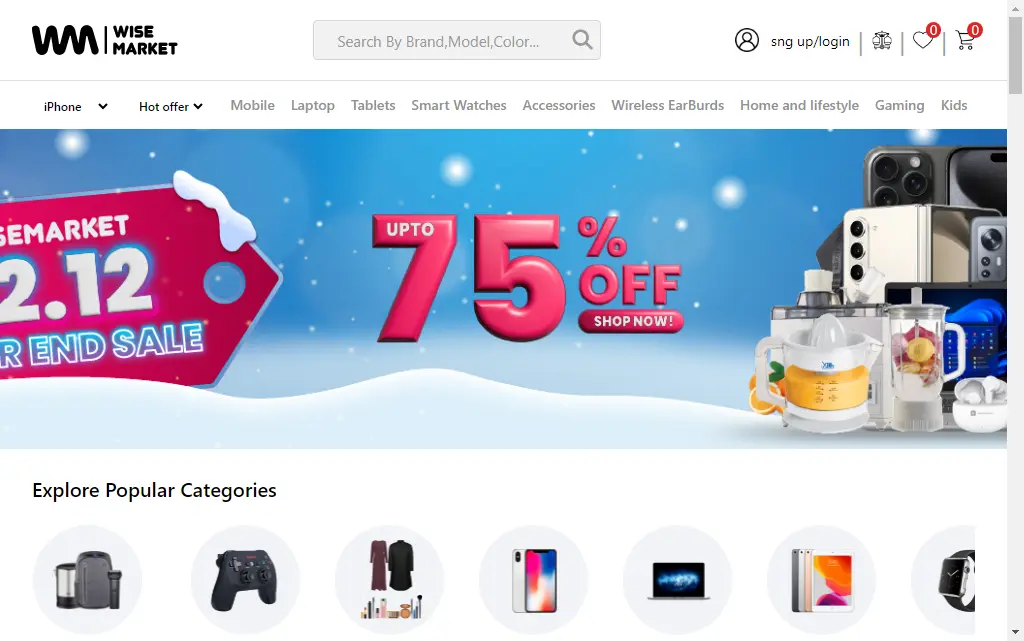 WISE
MARKET
Search By Brand,Model,Color...
sng up/login
0
0
iPhone
Hot offer
Mobile
Laptop
Tablets
Smart Watches
Accessories
Wireless EarBurds
Home and lifestyle
Gaming
Kids
SEMARKET
2.12
R END SALE
UPTO
75%
OFF
SHOP NOW!
Explore Popular Categories